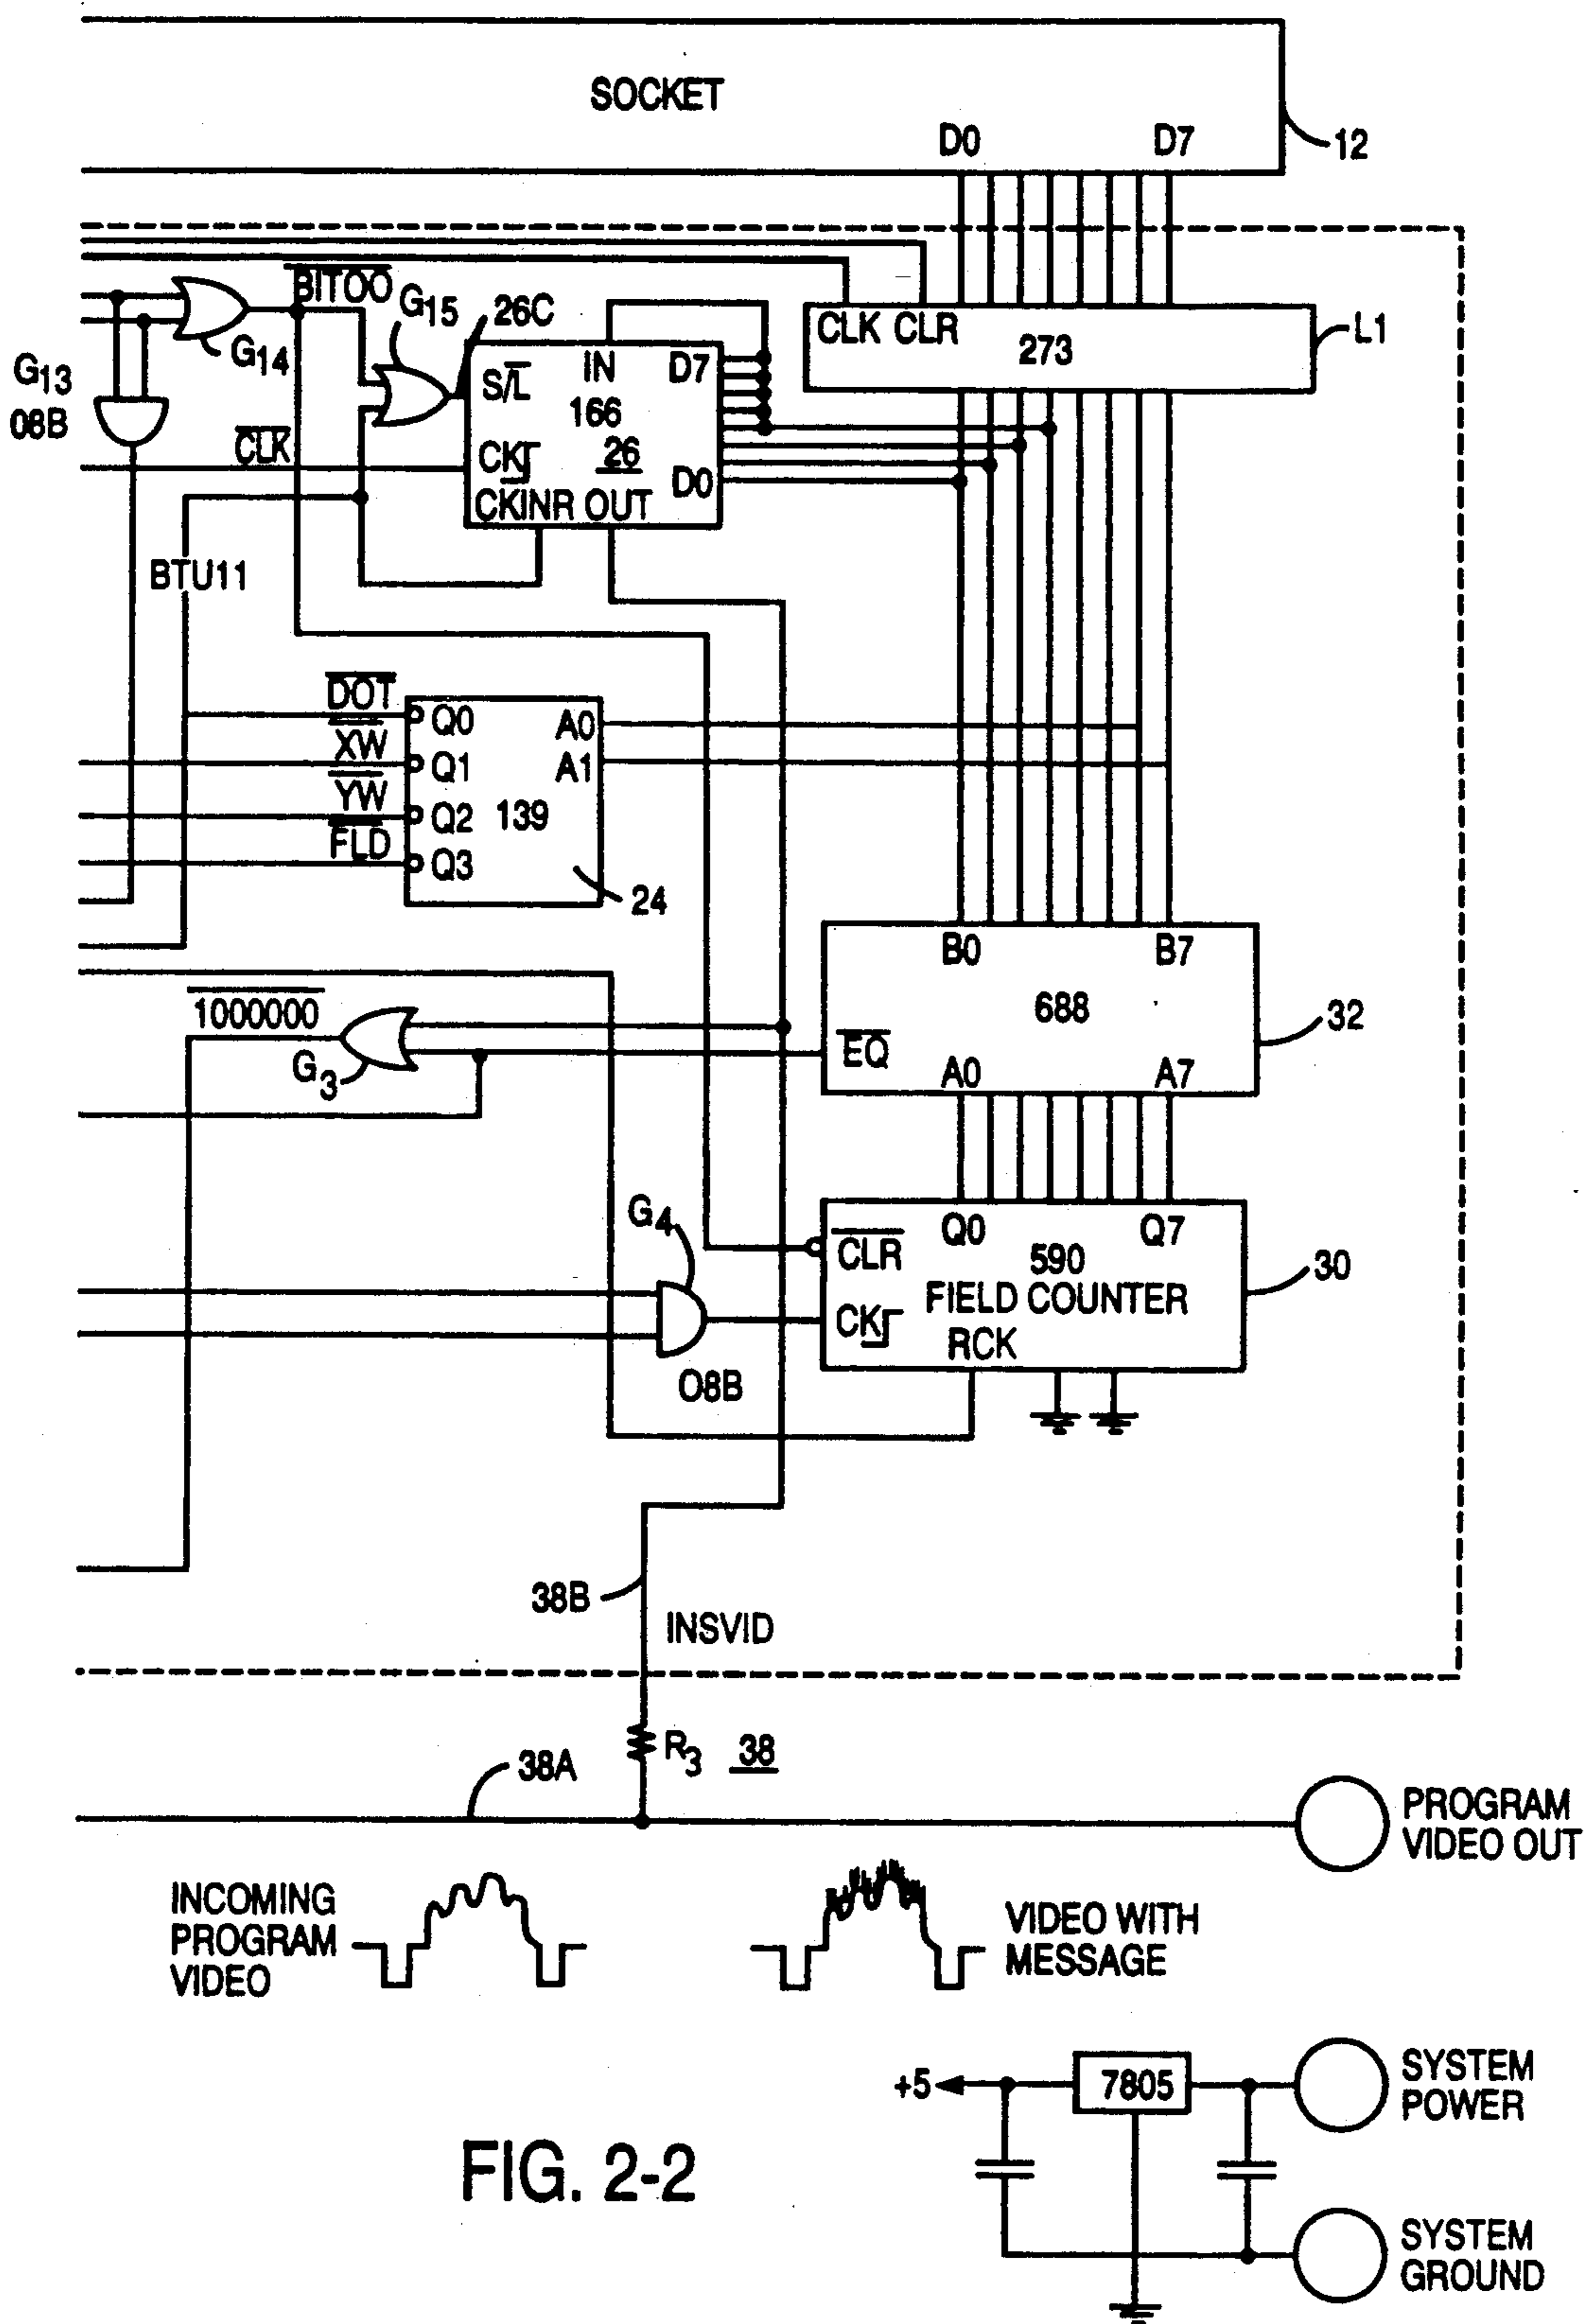 SOCKET
D0 D7
12
BITOO
G15
26C
G14
G13
08B
CLK
S/L IN D7
166
CK 26
CKINR OUT D0
CLK CLR 273
L1
BTU11
DOT
XW
YW
FLD
Q0 A0
Q1 A1
Q2 139
Q3
24
B0 B7
688
EQ
A0 A7
32
1000000
G3
G4
08B
CLR Q0 Q7
590
FIELD COUNTER
CK
RCK
30
38B
INSVID
R3 38
38A
PROGRAM
VIDEO OUT
INCOMING
PROGRAM
VIDEO
VIDEO WITH
MESSAGE
+5
7805
SYSTEM
POWER
SYSTEM
GROUND
FIG. 2-2